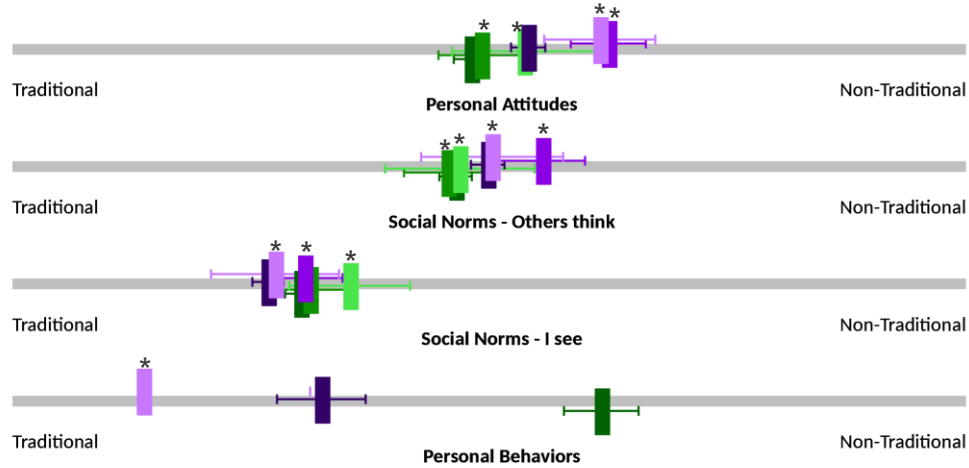 * * * *
Traditional Non-Traditional
Personal Attitudes
* * * *
Traditional Non-Traditional
Social Norms - Others think
* * *
Traditional Non-Traditional
Social Norms - I see
*
Traditional Non-Traditional
Personal Behaviors